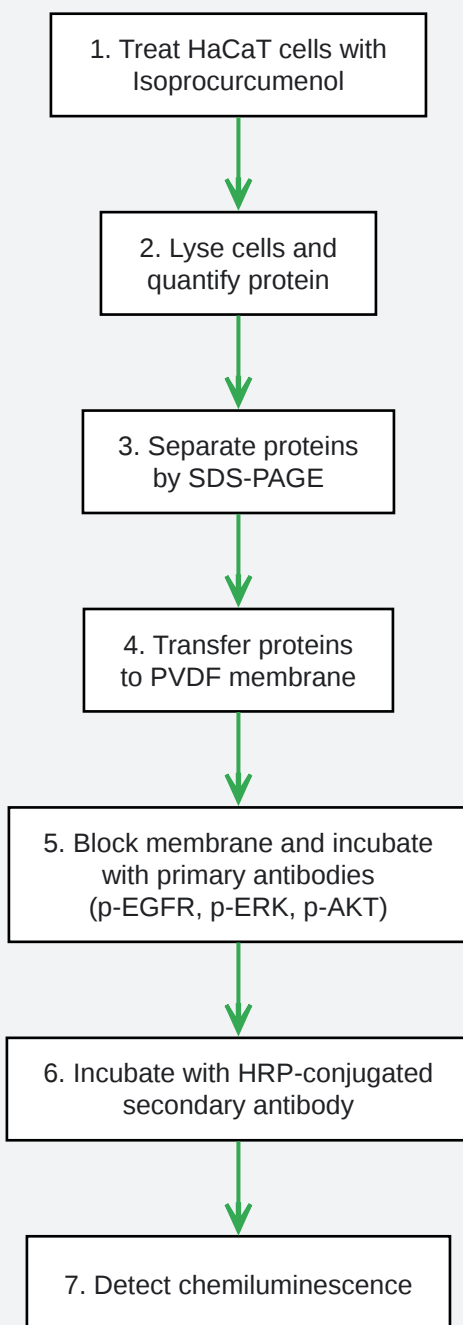 1. Treat HaCaT cells with
Isoprocurcumenol
2. Lyse cells and
quantify protein
3. Separate proteins
by SDS-PAGE
4. Transfer proteins
to PVDF membrane
5. Block membrane and incubate
with primary antibodies
(p-EGFR, p-ERK, p-AKT)
6. Incubate with HRP-conjugated
secondary antibody
7. Detect chemiluminescence